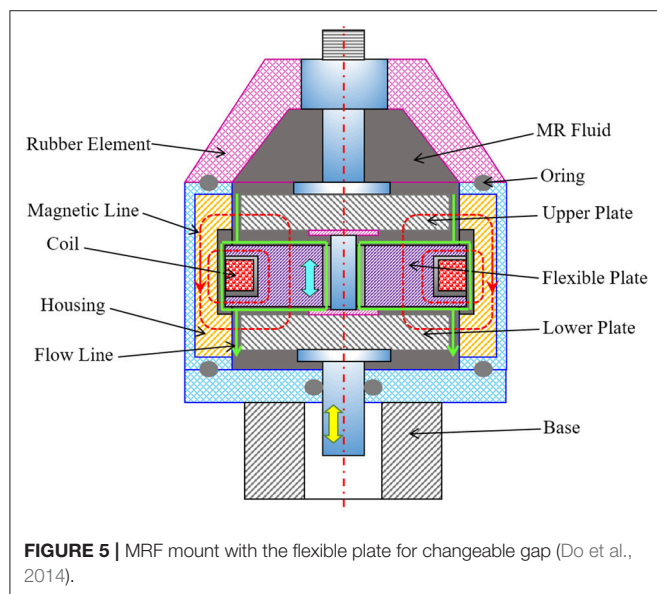 Rubber Element
MR Fluid
Oring
Magnetic Line
Upper Plate
Coil
Flexible Plate
Housing
Lower Plate
Flow Line
Base
FIGURE 5 | MRF mount with the flexible plate for changeable gap (Do et al.,
2014).